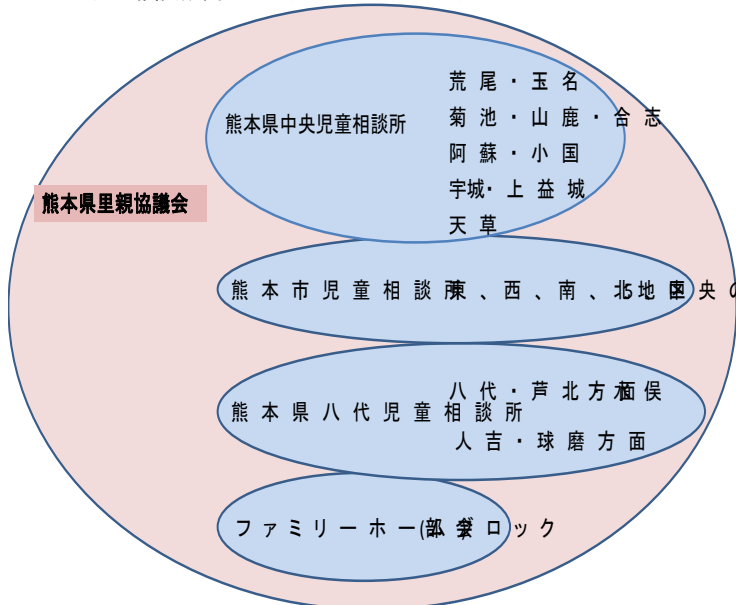 熊本県中央児童相談所
荒尾・玉名
菊池・山鹿・合志
阿蘇・小国
宇城・上益城
天草
熊本県里親協議会
熊本市児童相談所
東、西、南、北
熊本県八代児童相談所
八代・芦北
方面
人吉・球磨方面
ファミリーホーム
ブロック